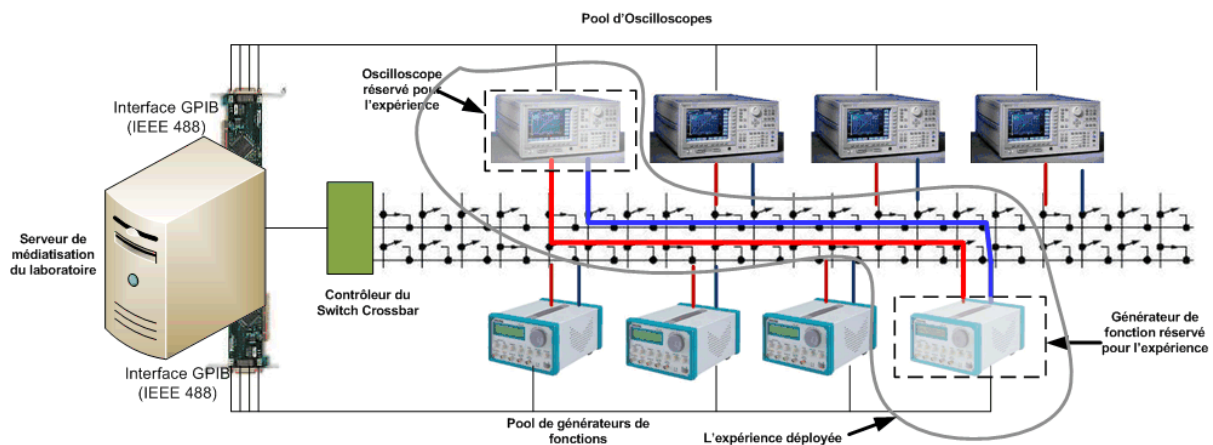 Pool d'Oscilloscopes
Oscilloscope
réservé pour
l'expérience
Interface GPIB
(IEEE 488)
Serveur de
médiatisation
du laboratoire
Contrôleur du
Switch Crossbar
Générateur de
fonction réservé
pour l'expérience
Interface GPIB
(IEEE 488)
Pool de générateurs de
fonctions
L'expérience déployée